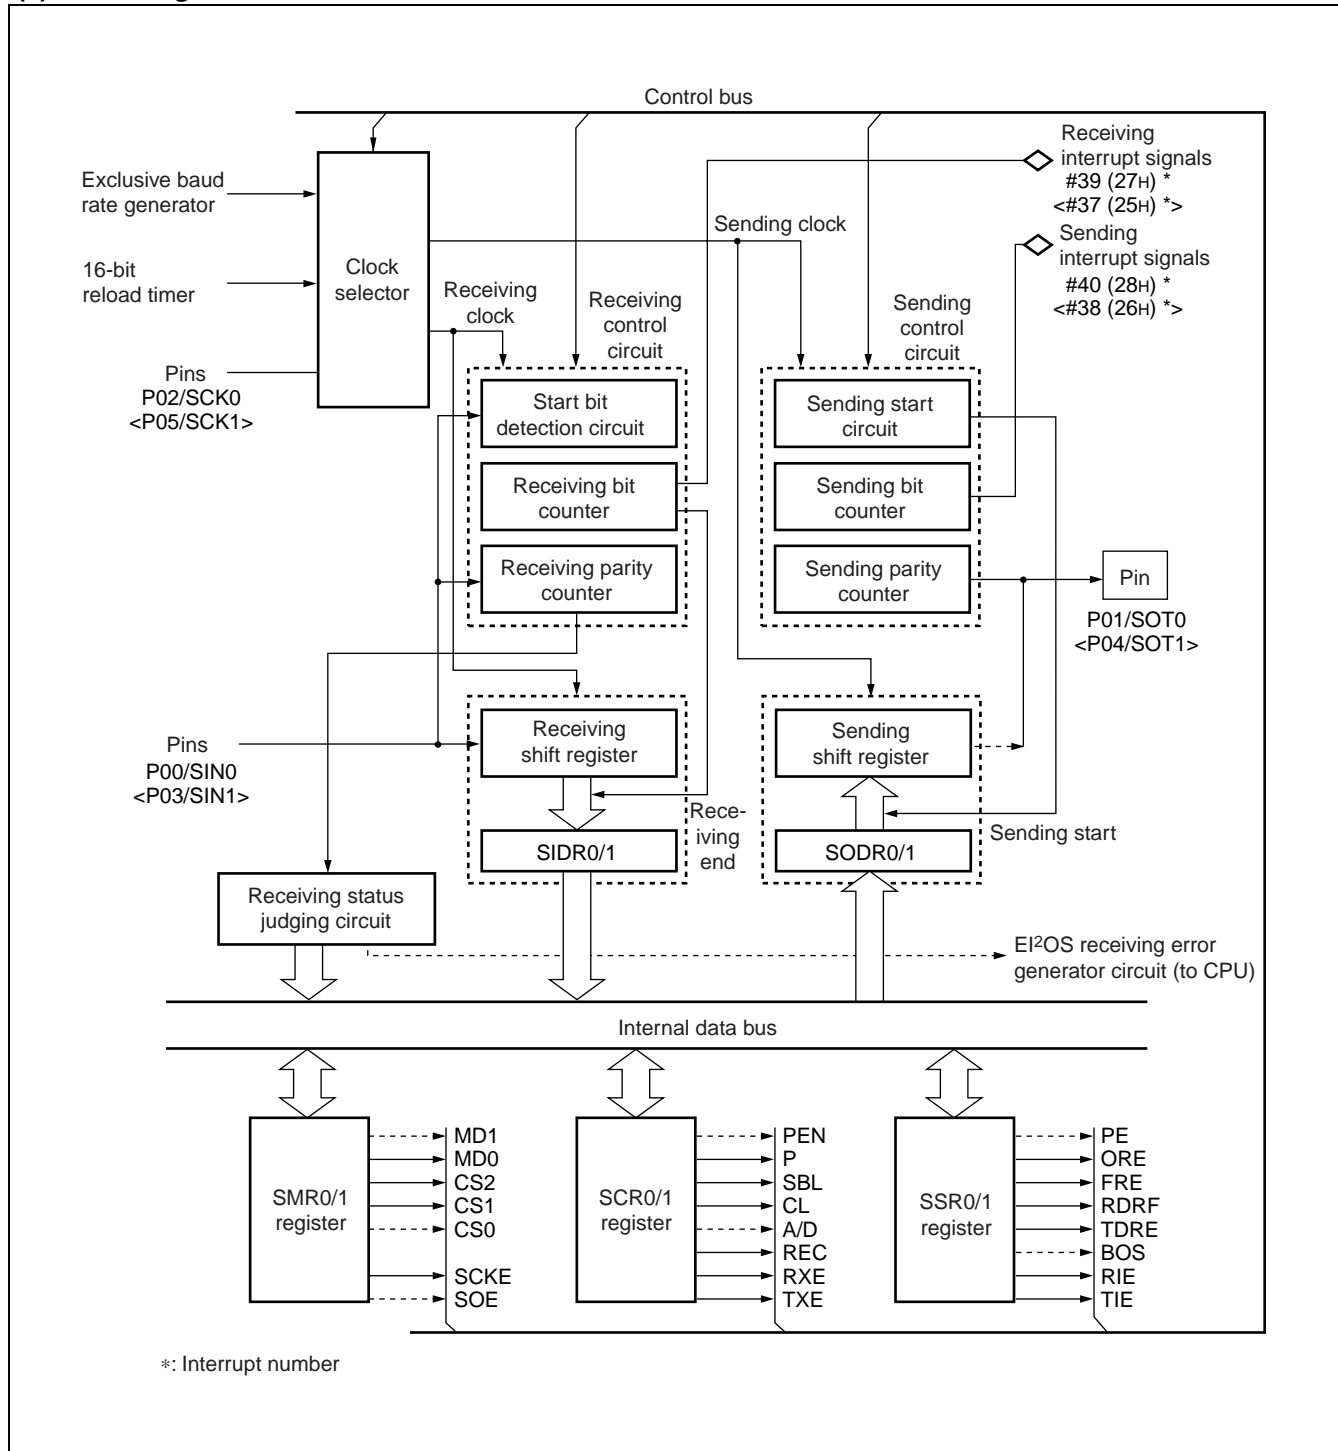 Control bus
Receiving
interrupt signals
#39 (27H) *
<#37 (25H) *>
Exclusive baud
rate generator
Sending clock
Sending
interrupt signals
#40 (28H) *
<#38 (26H) *>
16-bit
reload timer
Clock
selector
Receiving
clock
Receiving
control
circuit
Sending
control
circuit
Pins
P02/SCK0
<P05/SCK1>
Start bit
detection circuit
Sending start
circuit
Receiving bit
counter
Sending bit
counter
Receiving parity
counter
Sending parity
counter
Pin
P01/SOT0
<P04/SOT1>
Pins
P00/SIN0
<P03/SIN1>
Receiving
shift register
Sending
shift register
Rece-
iving
end
Sending start
SIDR0/1
SODR0/1
Receiving status
judging circuit
EI²OS receiving error
generator circuit (to CPU)
Internal data bus
SMR0/1
register
MD1
MD0
CS2
CS1
CS0
SCKE
SOE
SCR0/1
register
PEN
P
SBL
CL
A/D
REC
RXE
TXE
SSR0/1
register
PE
ORE
FRE
RDRF
TDRE
BOS
RIE
TIE
*: Interrupt number